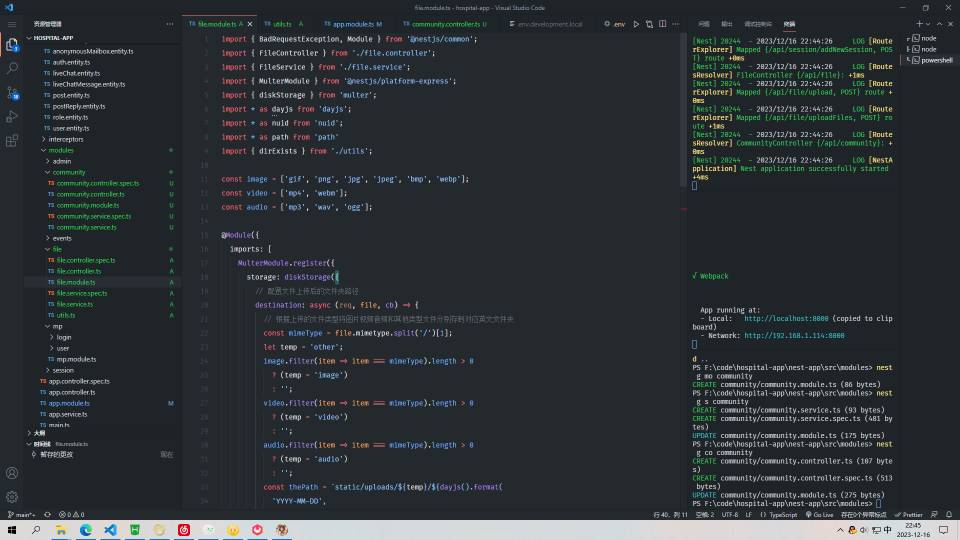 file.module.ts - hospital-app - Visual Studio Code
资源管理器
HOSPITAL-APP
anonymousMailbox.entity.ts
auth.entity.ts
liveChat.entity.ts
liveChatMessage.entity.ts
post.entity.ts
postReply.entity.ts
role.entity.ts
user.entity.ts
interceptors
modules
admin
community
community.controller.spec.ts U
community.controller.ts U
community.module.ts U
community.service.spec.ts U
community.service.ts U
events
file
file.controller.spec.ts A
file.controller.ts A
file.module.ts A
file.service.spec.ts A
file.service.ts A
utils.ts A
mp
login
user
mp.module.ts
session
app.controller.spec.ts
app.controller.ts
app.module.ts M
app.service.ts
main.ts
大纲
时间线 file.module.ts
暂存的更改 现在
file.module.ts A
utils.ts A
app.module.ts M
community.controller.ts U
.env.development.local
.env
import { BadRequestException, Module } from '@nestjs/common';
import { FileController } from './file.controller';
import { FileService } from './file.service';
import { MulterModule } from '@nestjs/platform-express';
import { diskStorage } from 'multer';
import * as dayjs from 'dayjs';
import * as nuid from 'nuid';
import * as path from 'path'
import { dirExists } from './utils';
const image = ['gif', 'png', 'jpg', 'jpeg', 'bmp', 'webp'];
const video = ['mp4', 'webm'];
const audio = ['mp3', 'wav', 'ogg'];
@Module({
imports: [
MulterModule.register({
storage: diskStorage({
// 配置文件上传后的文件夹路径
destination: async (req, file, cb) => {
// 根据上传的文件类型将图片视频音频和其他类型文件分别存到对应英文文件夹
const mimeType = file.mimetype.split('/')[1];
let temp = 'other';
image.filter(item => item === mimeType).length > 0
? (temp = 'image')
: '';
video.filter(item => item === mimeType).length > 0
? (temp = 'video')
: '';
audio.filter(item => item === mimeType).length > 0
? (temp = 'audio')
: '';
const thePath = `static/uploads/${temp}/${dayjs().format(
'YYYY-MM-DD',
问题 输出 调试控制台 终端
[Nest] 20244 - 2023/12/16 22:44:26 LOG [Route
rExplorer] Mapped {/api/session/addNewSession, POS
T} route +0ms
[Nest] 20244 - 2023/12/16 22:44:26 LOG [Route
sResolver] FileController {/api/file}: +1ms
[Nest] 20244 - 2023/12/16 22:44:26 LOG [Route
rExplorer] Mapped {/api/file/upload, POST} route +
0ms
[Nest] 20244 - 2023/12/16 22:44:26 LOG [Route
rExplorer] Mapped {/api/file/uploadFiles, POST} ro
ute +1ms
[Nest] 20244 - 2023/12/16 22:44:26 LOG [Route
sResolver] CommunityController {/api/community}: +
0ms
[Nest] 20244 - 2023/12/16 22:44:26 LOG [NestA
pplication] Nest application successfully started
+4ms
√ Webpack
App running at:
- Local: http://localhost:8080 (copied to clip
board)
- Network: http://192.168.1.114:8080
d ..
PS F:\code\hospital-app\nest-app\src\modules> nest
g mo community
CREATE community/community.module.ts (86 bytes)
PS F:\code\hospital-app\nest-app\src\modules> nest
g s community
CREATE community/community.service.ts (93 bytes)
CREATE community/community.service.spec.ts (481 by
tes)
UPDATE community/community.module.ts (175 bytes)
PS F:\code\hospital-app\nest-app\src\modules> nest
g co community
CREATE community/community.controller.ts (107 byte
s)
CREATE community/community.controller.spec.ts (513
bytes)
UPDATE community/community.module.ts (275 bytes)
PS F:\code\hospital-app\nest-app\src\modules>
node
node
powershell
main*+ 0 0 行 40, 列 11 空格: 2 UTF-8 LF {} TypeScript Go Live Prettier
22:45
中
2023-12-16